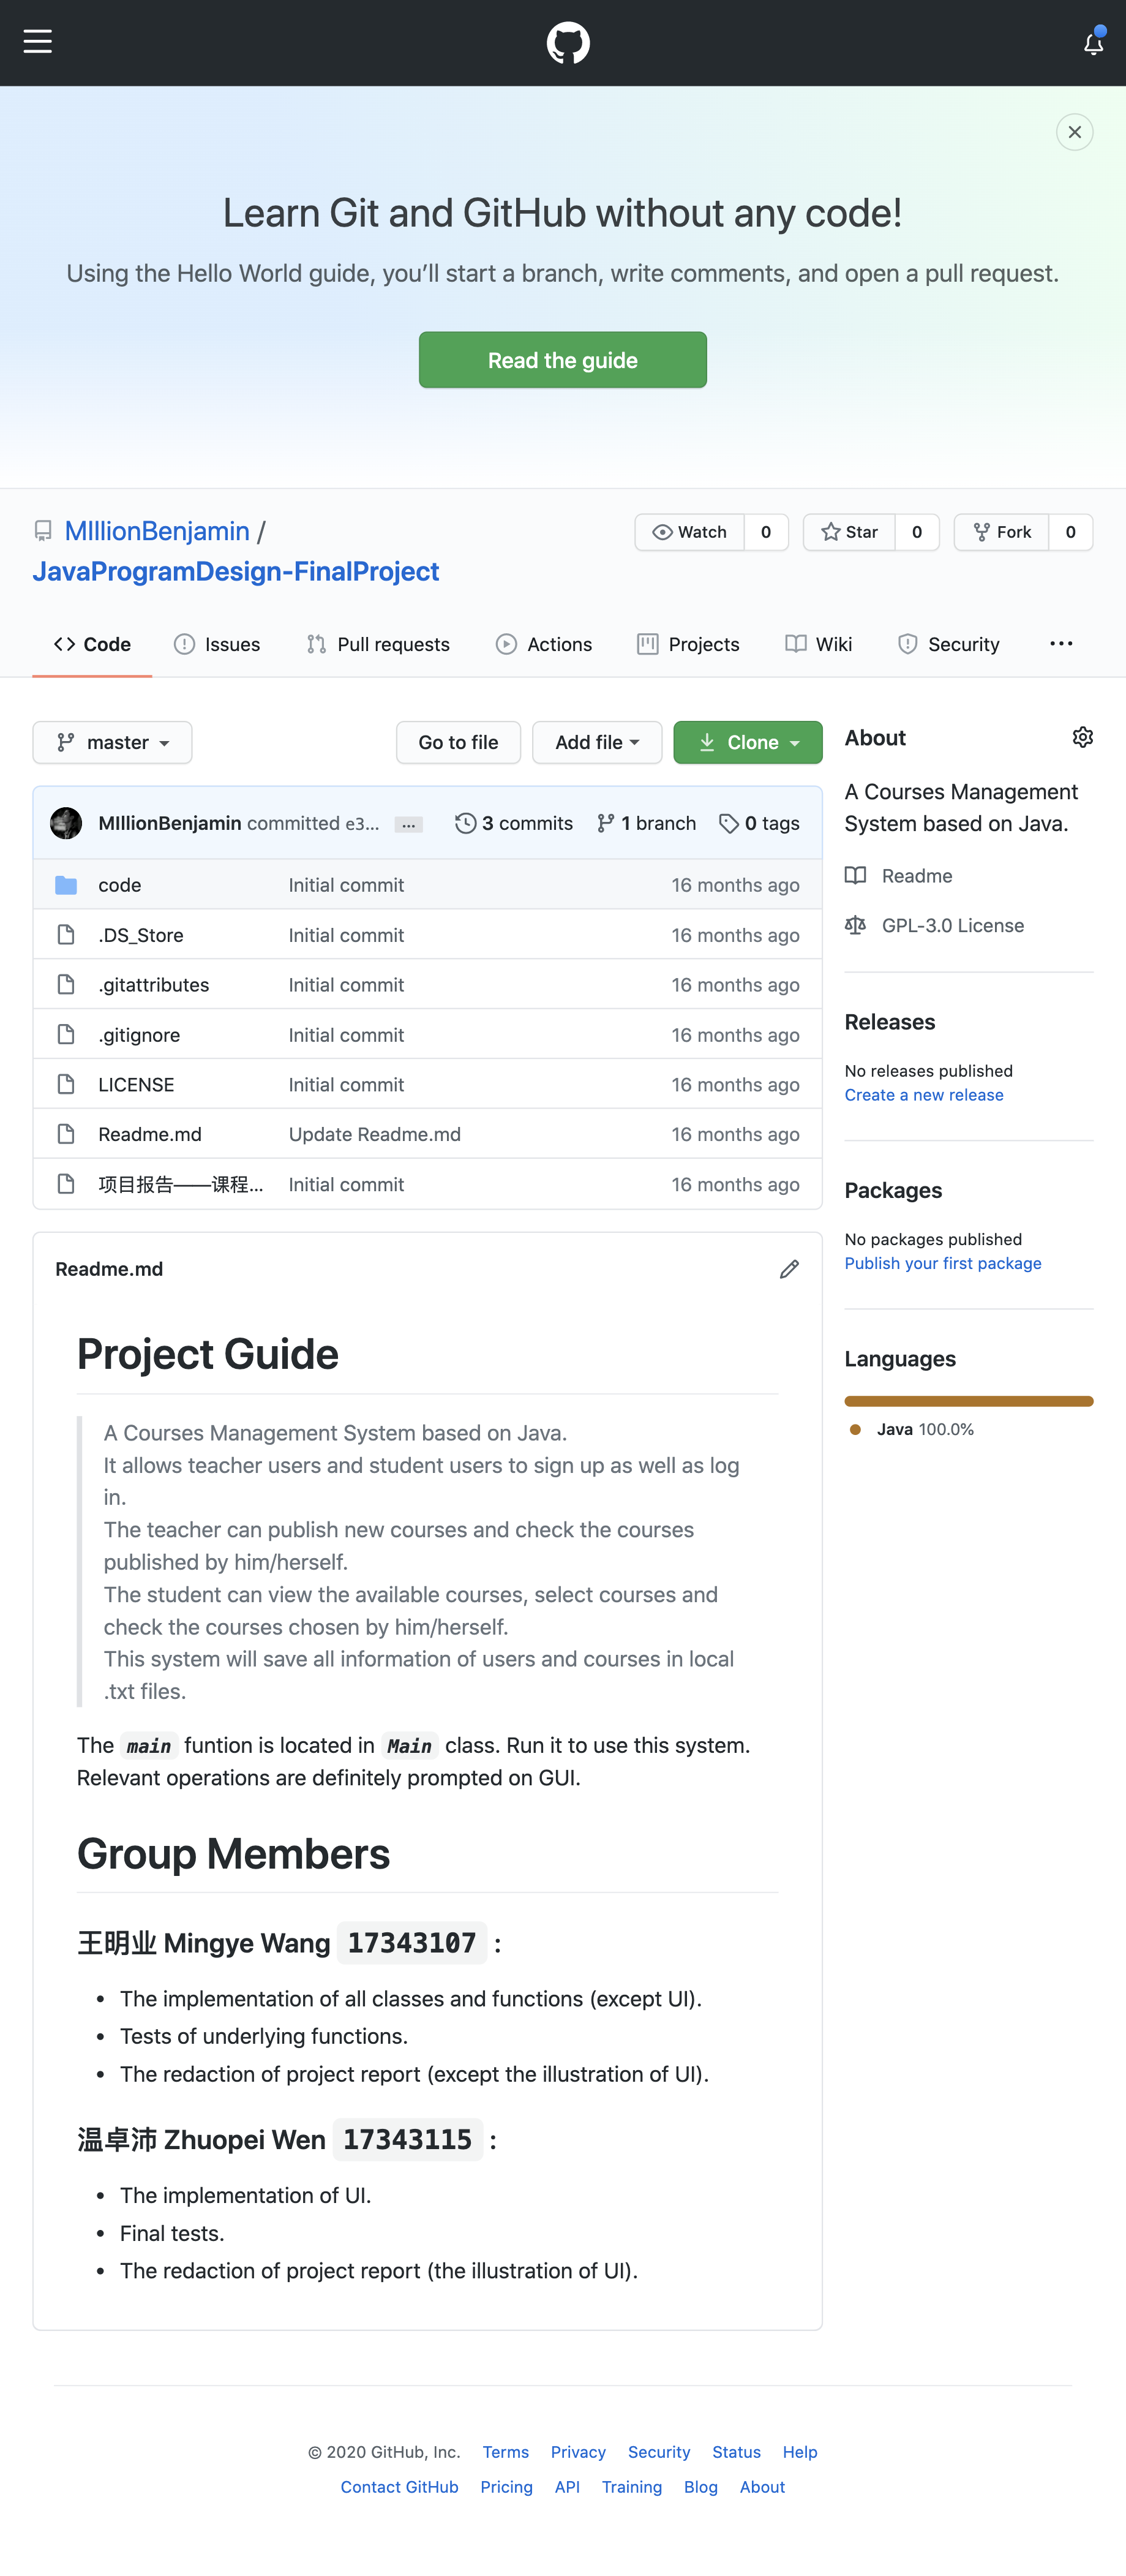 Learn Git and GitHub without any code!
Using the Hello World guide, you’ll start a branch, write comments, and open a pull request.
Read the guide
MIllionBenjamin /
JavaProgramDesign-FinalProject
Watch 0 Star 0 Fork 0
Code Issues Pull requests Actions Projects Wiki Security ...
master Go to file Add file Clone
MIllionBenjamin committed e3... ... 3 commits 1 branch 0 tags
code Initial commit 16 months ago
.DS_Store Initial commit 16 months ago
.gitattributes Initial commit 16 months ago
.gitignore Initial commit 16 months ago
LICENSE Initial commit 16 months ago
Readme.md Update Readme.md 16 months ago
项目报告——课程... Initial commit 16 months ago
Readme.md
Project Guide
A Courses Management System based on Java.
It allows teacher users and student users to sign up as well as log
in.
The teacher can publish new courses and check the courses
published by him/herself.
The student can view the available courses, select courses and
check the courses chosen by him/herself.
This system will save all information of users and courses in local
.txt files.
The main funtion is located in Main class. Run it to use this system.
Relevant operations are definitely prompted on GUI.
Group Members
王明业 Mingye Wang 17343107 :
• The implementation of all classes and functions (except UI).
• Tests of underlying functions.
• The redaction of project report (except the illustration of UI).
温卓沛 Zhuopei Wen 17343115 :
• The implementation of UI.
• Final tests.
• The redaction of project report (the illustration of UI).
About
A Courses Management
System based on Java.
Readme
GPL-3.0 License
Releases
No releases published
Create a new release
Packages
No packages published
Publish your first package
Languages
Java 100.0%
© 2020 GitHub, Inc. Terms Privacy Security Status Help
Contact GitHub Pricing API Training Blog About